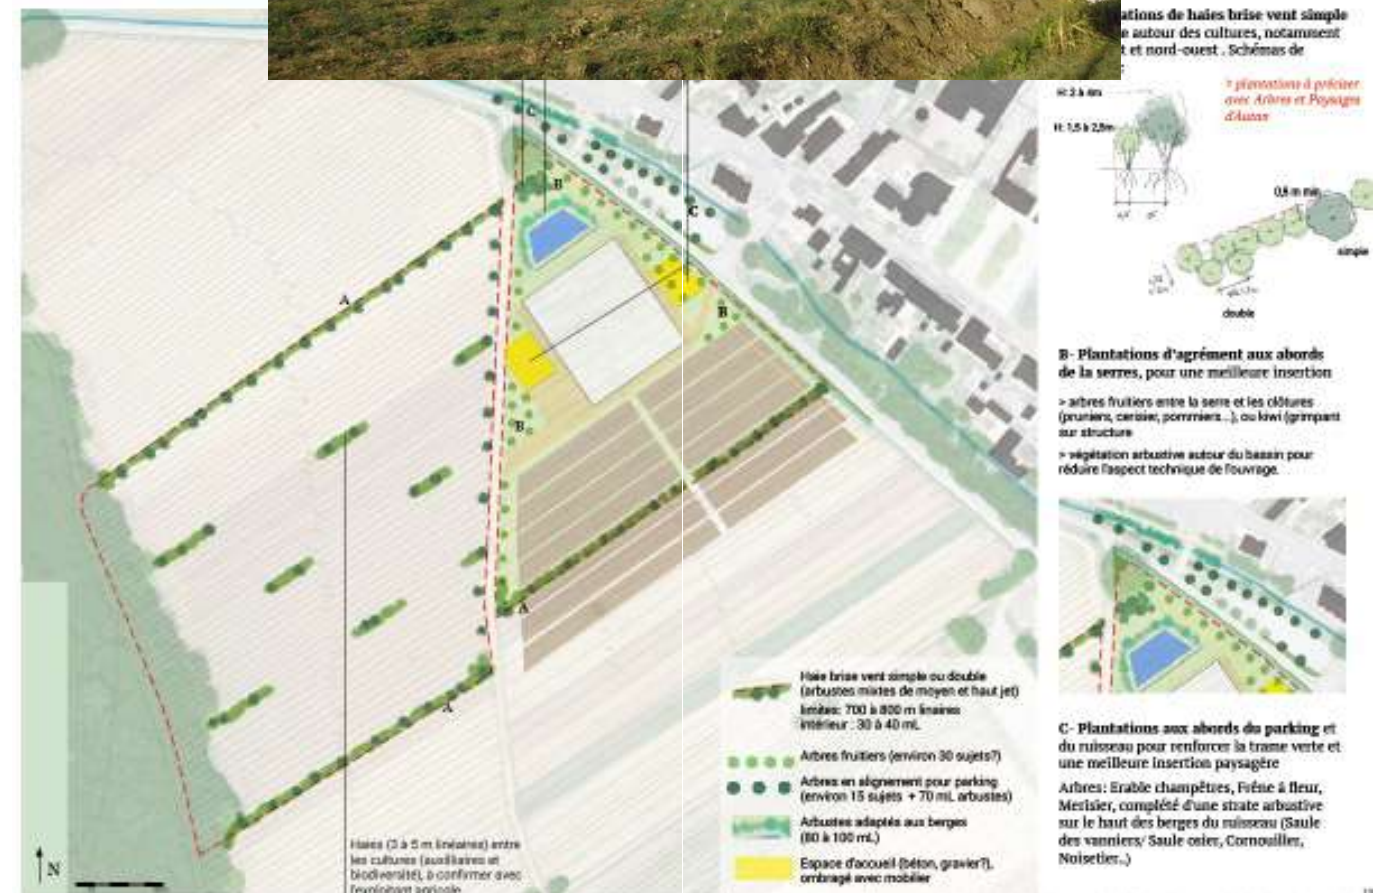 ations de haies brise vent simple
e autour des cultures, notamment
t et nord-ouest . Schémas de
:
> plantations à préciser
avec Arbres et Paysages
d'Autan
H: 2 à 4m
H: 1,5 à 2,5m
0,5 m min
simple
double
B- Plantations d'agrément aux abords
de la serres, pour une meilleure insertion
> arbres fruitiers entre la serre et les clôtures
(pruniers, cerisier, pommiers...), ou kiwi (grimpant
sur structure
> végétation arbustive autour du bassin pour
réduire l'aspect technique de l'ouvrage.
C- Plantations aux abords du parking et
du ruisseau pour renforcer la trame verte et
une meilleure insertion paysagère
Arbres: Erable champêtres, Frêne à fleur,
Merisier, complété d'une strate arbustive
sur le haut des berges du ruisseau (Saule
des vanniers/ Saule osier, Cornouiller,
Noisetier..)
C
B
C
A
B
B
A
A
Haie brise vent simple ou double
(arbustes mixtes de moyen et haut jet)
limites: 700 à 800 m linaires
intérieur : 30 à 40 mL
Arbres fruitiers (environ 30 sujets?)
Arbres en alignement pour parking
(environ 15 sujets + 70 mL arbustes)
Arbustes adaptés aux berges
(80 à 100 mL)
Espace d'accueil (béton, gravier?),
ombragé avec mobilier
Haies (3 à 5 m linéaires) entre
les cultures (auxiliaires et
biodiversité), à confirmer avec
l'exploitant agricole
N